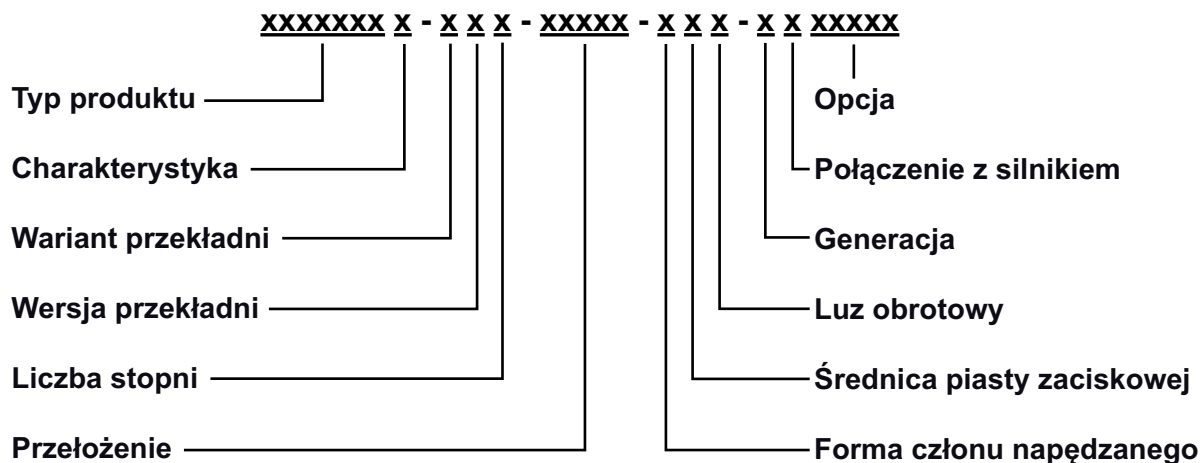 xxxxxxx x - x x x - xxxxx - x x x - x x xxxxx
Typ produktu
Opcja
Charakterystyka
Połączenie z silnikiem
Wariant przekładni
Generacja
Wersja przekładni
Luz obrotowy
Liczba stopni
Średnica piasty zaciskowej
Przełożenie
Forma członu napędzanego